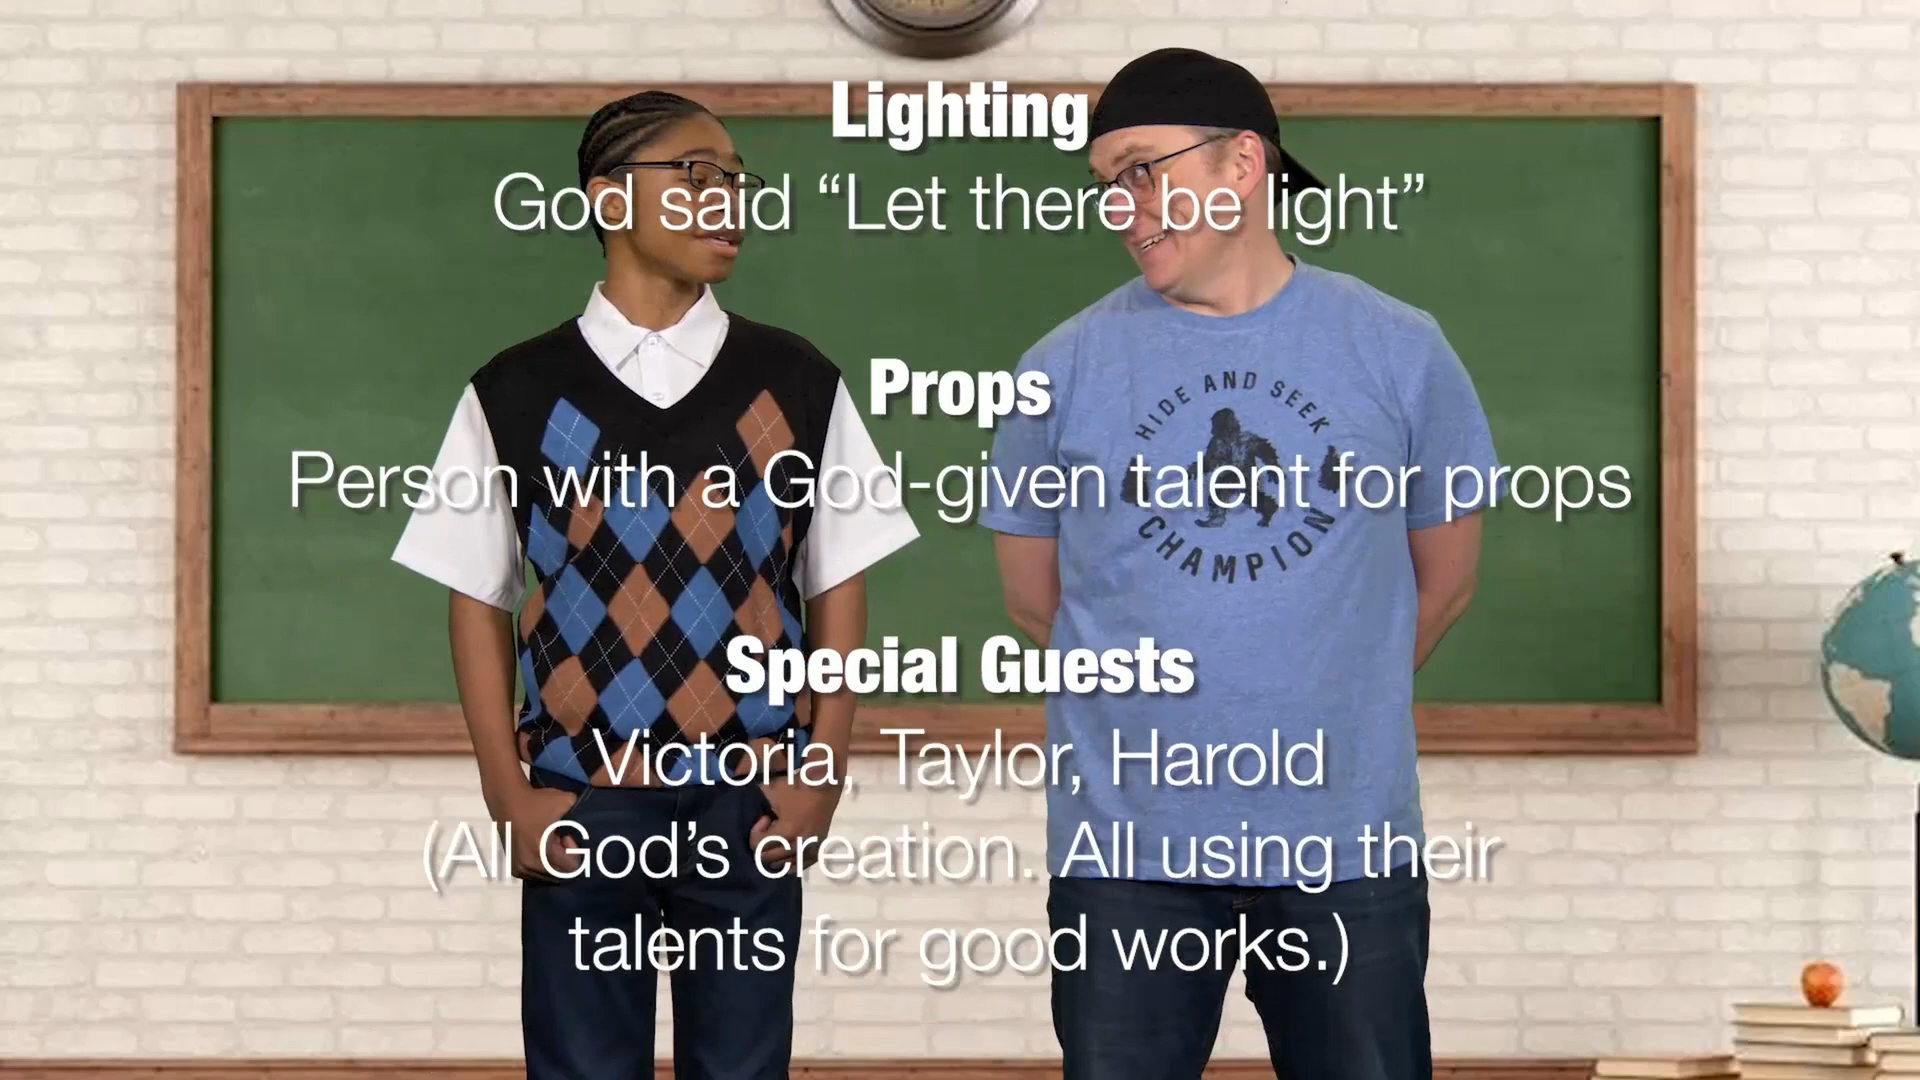 Lighting
God said “Let there be light”
Props
HIDE AND SEEK
Person with a God-given talent for props
CHAMPION
Special Guests
Victoria, Taylor, Harold
(All God’s creation. All using their
talents for good works.)